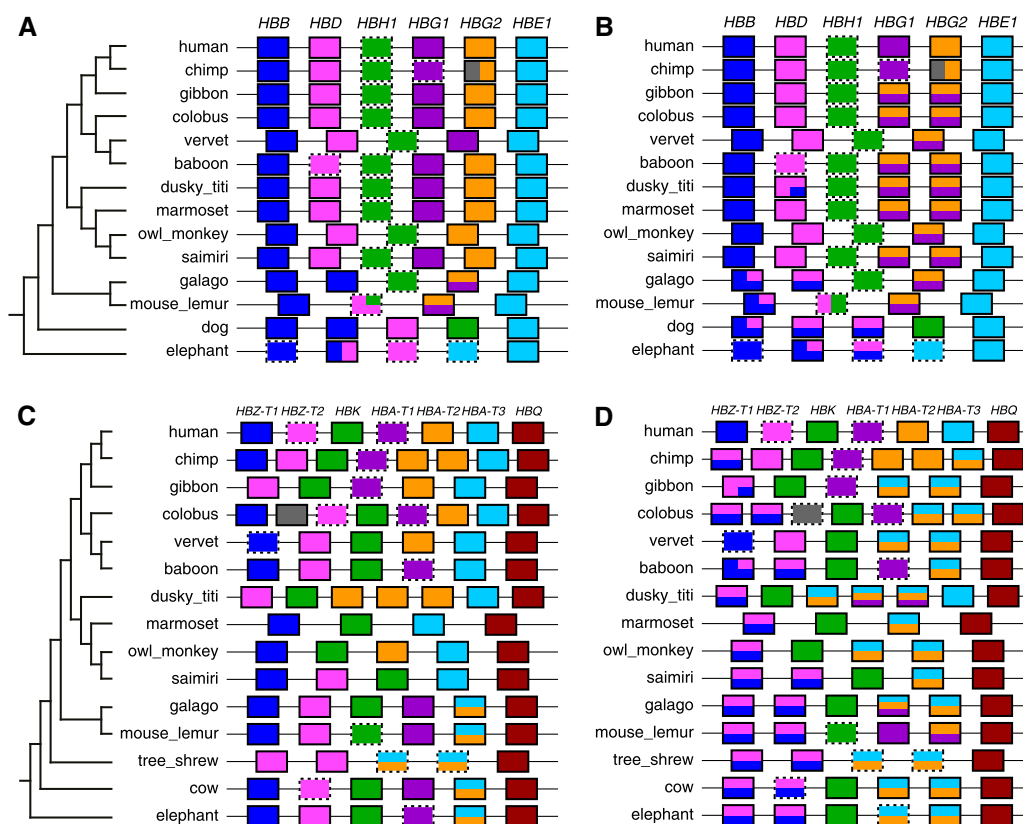 A
HBB HBD HBH1 HBG1 HBG2 HBE1
human
chimp
gibbon
colobus
vervet
baboon
dusky_titi
marmoset
owl_monkey
saimiri
galago
mouse_lemur
dog
elephant
B
HBB HBD HBH1 HBG1 HBG2 HBE1
human
chimp
gibbon
colobus
vervet
baboon
dusky_titi
marmoset
owl_monkey
saimiri
galago
mouse_lemur
dog
elephant
C
HBZ-T1 HBZ-T2 HBK HBA-T1 HBA-T2 HBA-T3 HBQ
human
chimp
gibbon
colobus
vervet
baboon
dusky_titi
marmoset
owl_monkey
saimiri
galago
mouse_lemur
tree_shrew
cow
elephant
D
HBZ-T1 HBZ-T2 HBK HBA-T1 HBA-T2 HBA-T3 HBQ
human
chimp
gibbon
colobus
vervet
baboon
dusky_titi
marmoset
owl_monkey
saimiri
galago
mouse_lemur
tree_shrew
cow
elephant